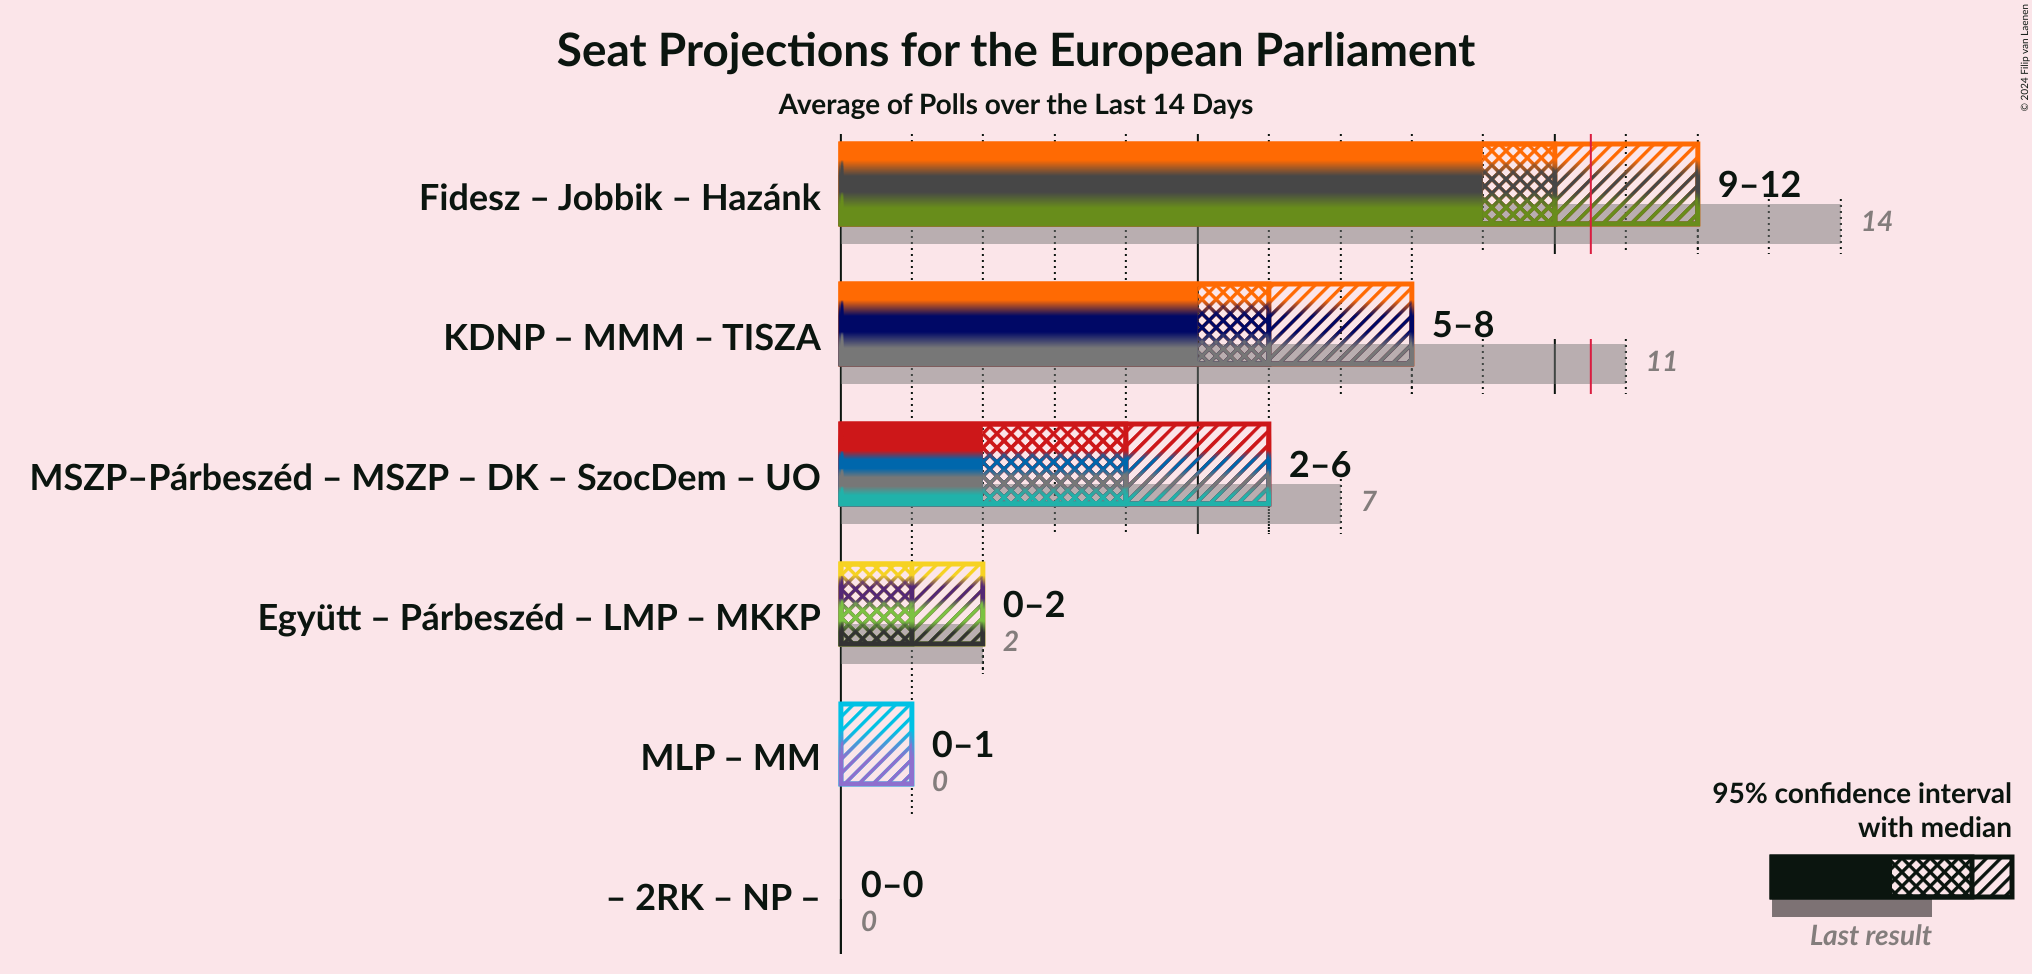 Seat Projections for the European Parliament
Average of Polls over the Last 14 Days
© 2024 Filip van Laenen
Fidesz – Jobbik – Hazánk
9–12
14
KDNP – MMM – TISZA
5–8
11
MSZP–Párbeszéd – MSZP – DK – SzocDem – UO
2–6
7
Együtt – Párbeszéd – LMP – MKKP
0–2
2
MLP – MM
0–1
0
– 2RK – NP –
0–0
0
95% confidence interval
with median
Last result